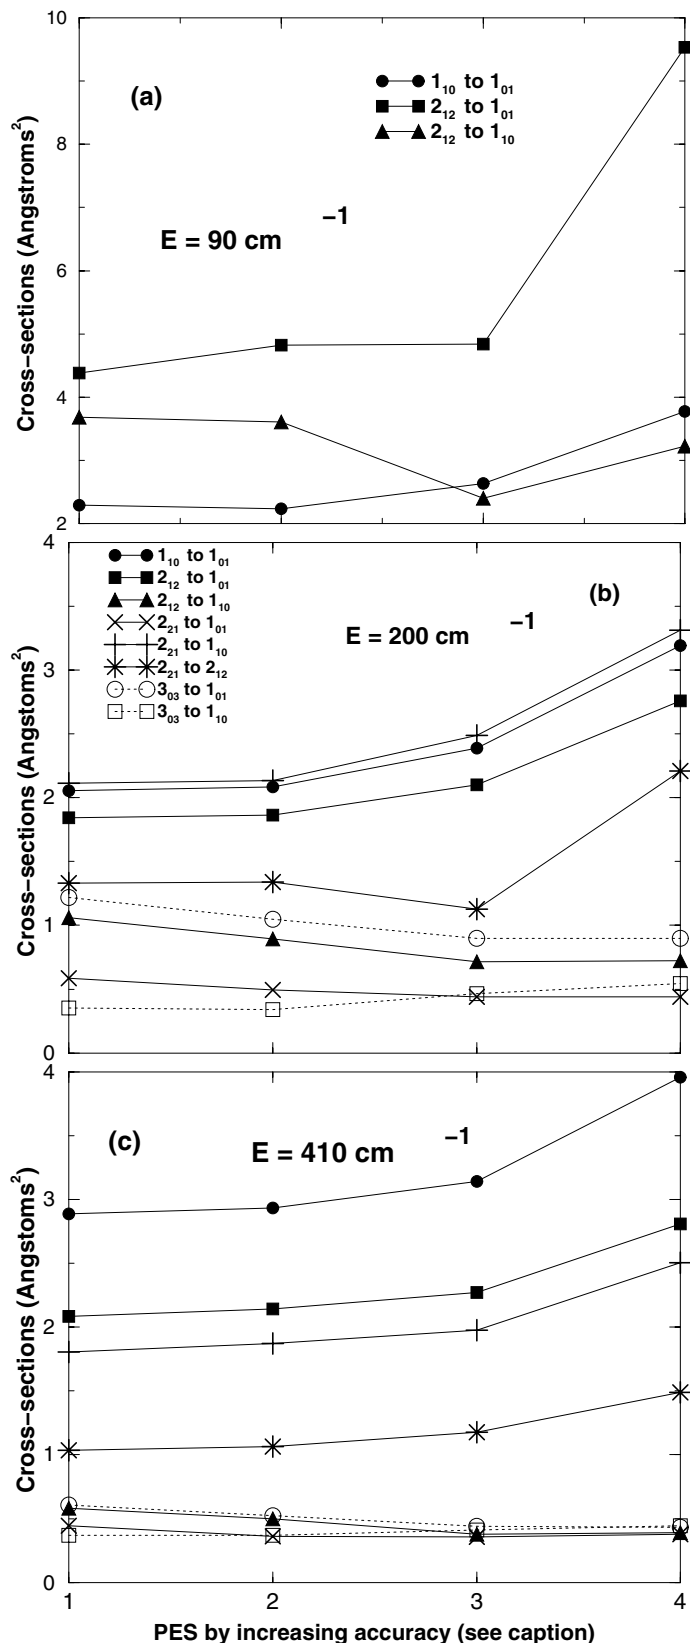 10
8
6
4
2
Cross−sections (Angstroms²)
(a)
1₁₀ to 1₀₁
2₁₂ to 1₀₁
2₁₂ to 1₁₀
E = 90 cm ⁻¹
4
3
2
1
0
Cross−sections (Angstoms²)
1₁₀ to 1₀₁
2₁₂ to 1₀₁
2₁₂ to 1₁₀
2₂₁ to 1₀₁
2₂₁ to 1₁₀
2₂₁ to 2₁₂
3₀₃ to 1₀₁
3₀₃ to 1₁₀
(b)
E = 200 cm ⁻¹
4
3
2
1
0
Cross−sections (Angstoms²)
(c)
E = 410 cm ⁻¹
1 2 3 4
PES by increasing accuracy (see caption)